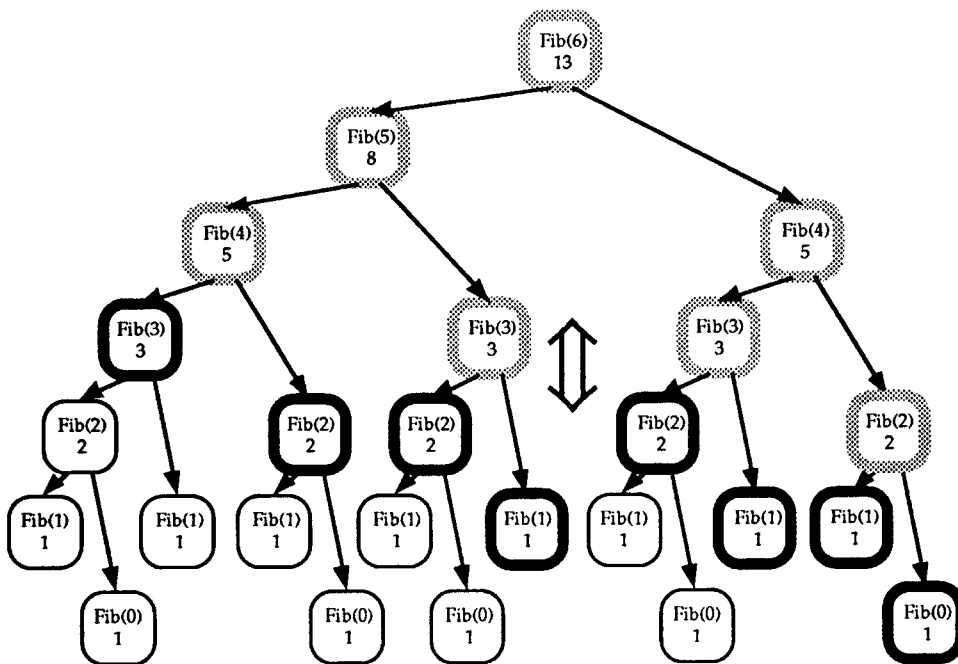 Fib(6)
13
Fib(5)
8
Fib(4)
5
Fib(4)
5
Fib(3)
3
Fib(3)
3
Fib(3)
3
Fib(2)
2
Fib(2)
2
Fib(2)
2
Fib(2)
2
Fib(2)
2
Fib(1)
1
Fib(1)
1
Fib(1)
1
Fib(1)
1
Fib(1)
1
Fib(1)
1
Fib(1)
1
Fib(1)
1
Fib(0)
1
Fib(0)
1
Fib(0)
1
Fib(0)
1
Fib(0)
1